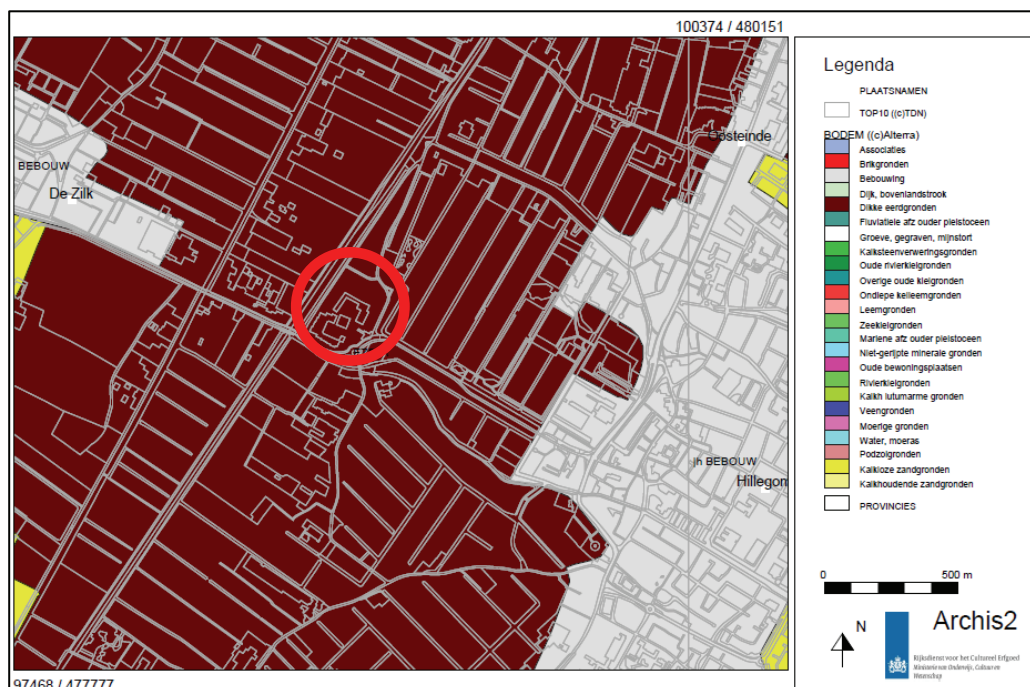 100374 / 480151
BEBOUW
De Zilk
Oosteinde
jh BEBOUW
Hillegom
97468 / 477777
Legenda
PLAATSNAMEN
TOP10 ((c)TDN)
BODEM ((c)Alterra)
Associaties
Brikgronden
Bebouwing
Dijk, bovenlandstrook
Dikke eerdgronden
Fluviatiele afz ouder pleistoceen
Groeve, gegraven, mijnstort
Kalksteenverweringsgronden
Oude rivierkleigronden
Overige oude kleigronden
Ondiepe keileemgronden
Leemgronden
Zeekleigronden
Mariene afz ouder pleistoceen
Niet-gerijpte minerale gronden
Oude bewoningsplaatsen
Rivierkleigronden
Kalkh lutumarme gronden
Veengronden
Moerige gronden
Water, moeras
Podzolgronden
Kalkloze zandgronden
Kalkhoudende zandgronden
PROVINCIES
0 500 m
N
Archis2
Rijksdienst voor het Cultureel Erfgoed
Ministerie van Onderwijs, Cultuur en
Wetenschap